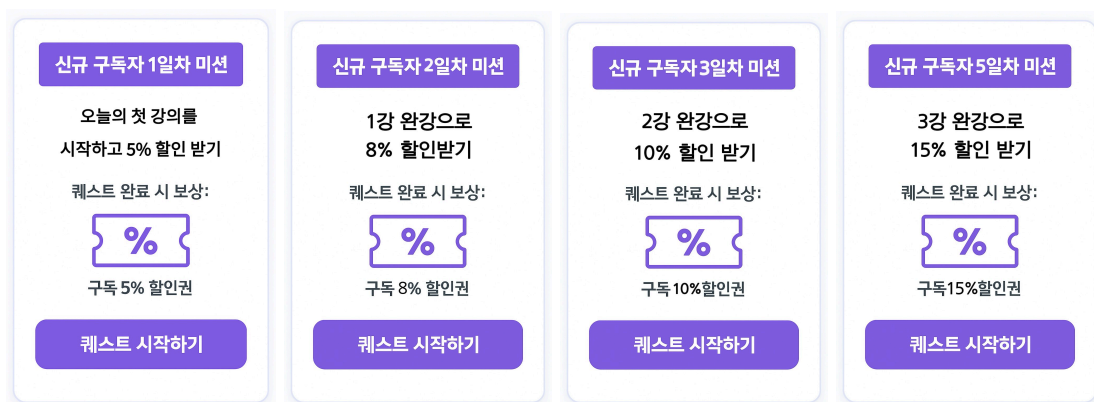 신규 구독자 1일차 미션
오늘의 첫 강의를
시작하고 5% 할인 받기
퀘스트 완료 시 보상:
%
구독 5% 할인권
퀘스트 시작하기
신규 구독자 2일차 미션
1강 완강으로
8% 할인받기
퀘스트 완료 시 보상:
%
구독 8% 할인권
퀘스트 시작하기
신규 구독자 3일차 미션
2강 완강으로
10% 할인 받기
퀘스트 완료 시 보상:
%
구독 10%할인권
퀘스트 시작하기
신규 구독자 5일차 미션
3강 완강으로
15% 할인 받기
퀘스트 완료 시 보상:
%
구독15%할인권
퀘스트 시작하기